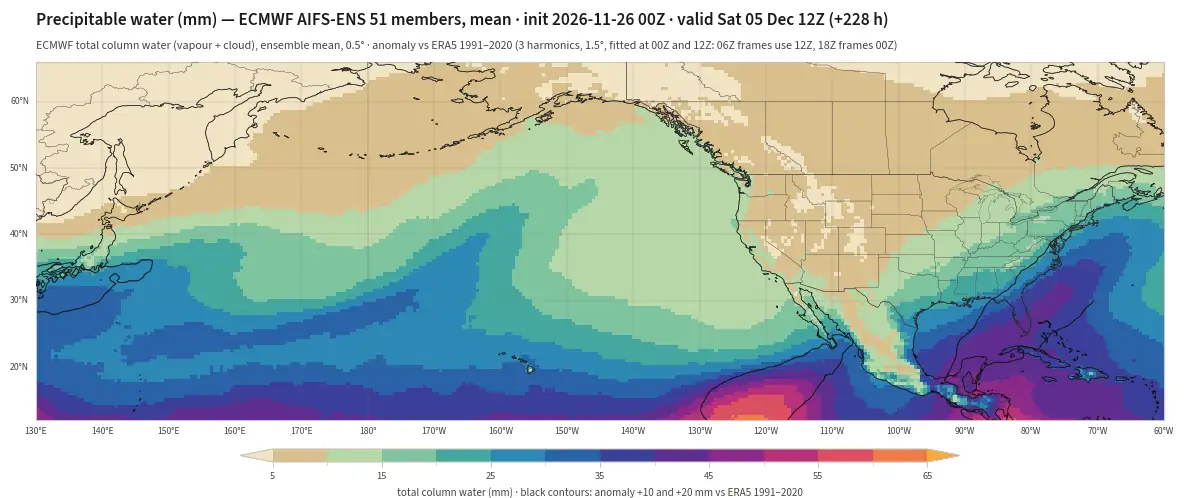 Precipitable water (mm) — ECMWF AIFS-ENS 51 members, mean · init 2026-11-26 00Z · valid Sat 05 Dec 12Z (+228 h)
ECMWF total column water (vapour + cloud), ensemble mean, 0.5° · anomaly vs ERA5 1991–2020 (3 harmonics, 1.5°, fitted at 00Z and 12Z: 06Z frames use 12Z, 18Z frames 00Z)
60°N
50°N
40°N
30°N
20°N
130°E 140°E 150°E 160°E 170°E 180° 170°W 160°W 150°W 140°W 130°W 120°W 110°W 100°W 90°W 80°W 70°W 60°W
5 15 25 35 45 55 65
total column water (mm) · black contours: anomaly +10 and +20 mm vs ERA5 1991–2020